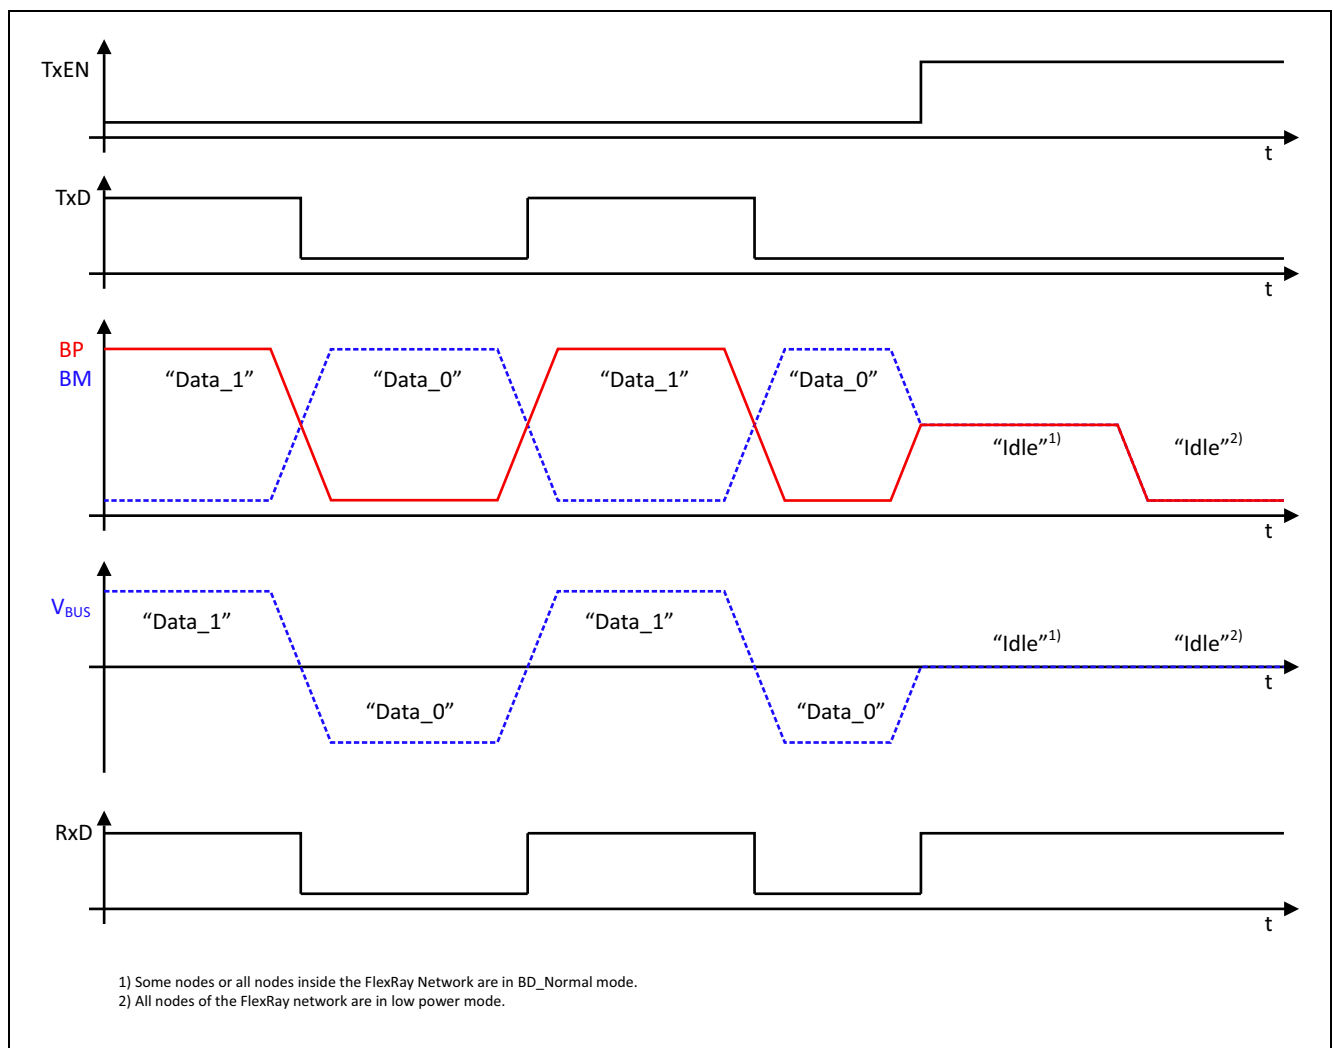 TxEN
t
TxD
t
BP
BM
“Data_1” “Data_0” “Data_1” “Data_0”
“Idle”1) “Idle”2)
t
VBUS
“Data_1” “Data_1”
“Idle”1) “Idle”2)
t
“Data_0” “Data_0”
RxD
t
1) Some nodes or all nodes inside the FlexRay Network are in BD_Normal mode.
2) All nodes of the FlexRay network are in low power mode.